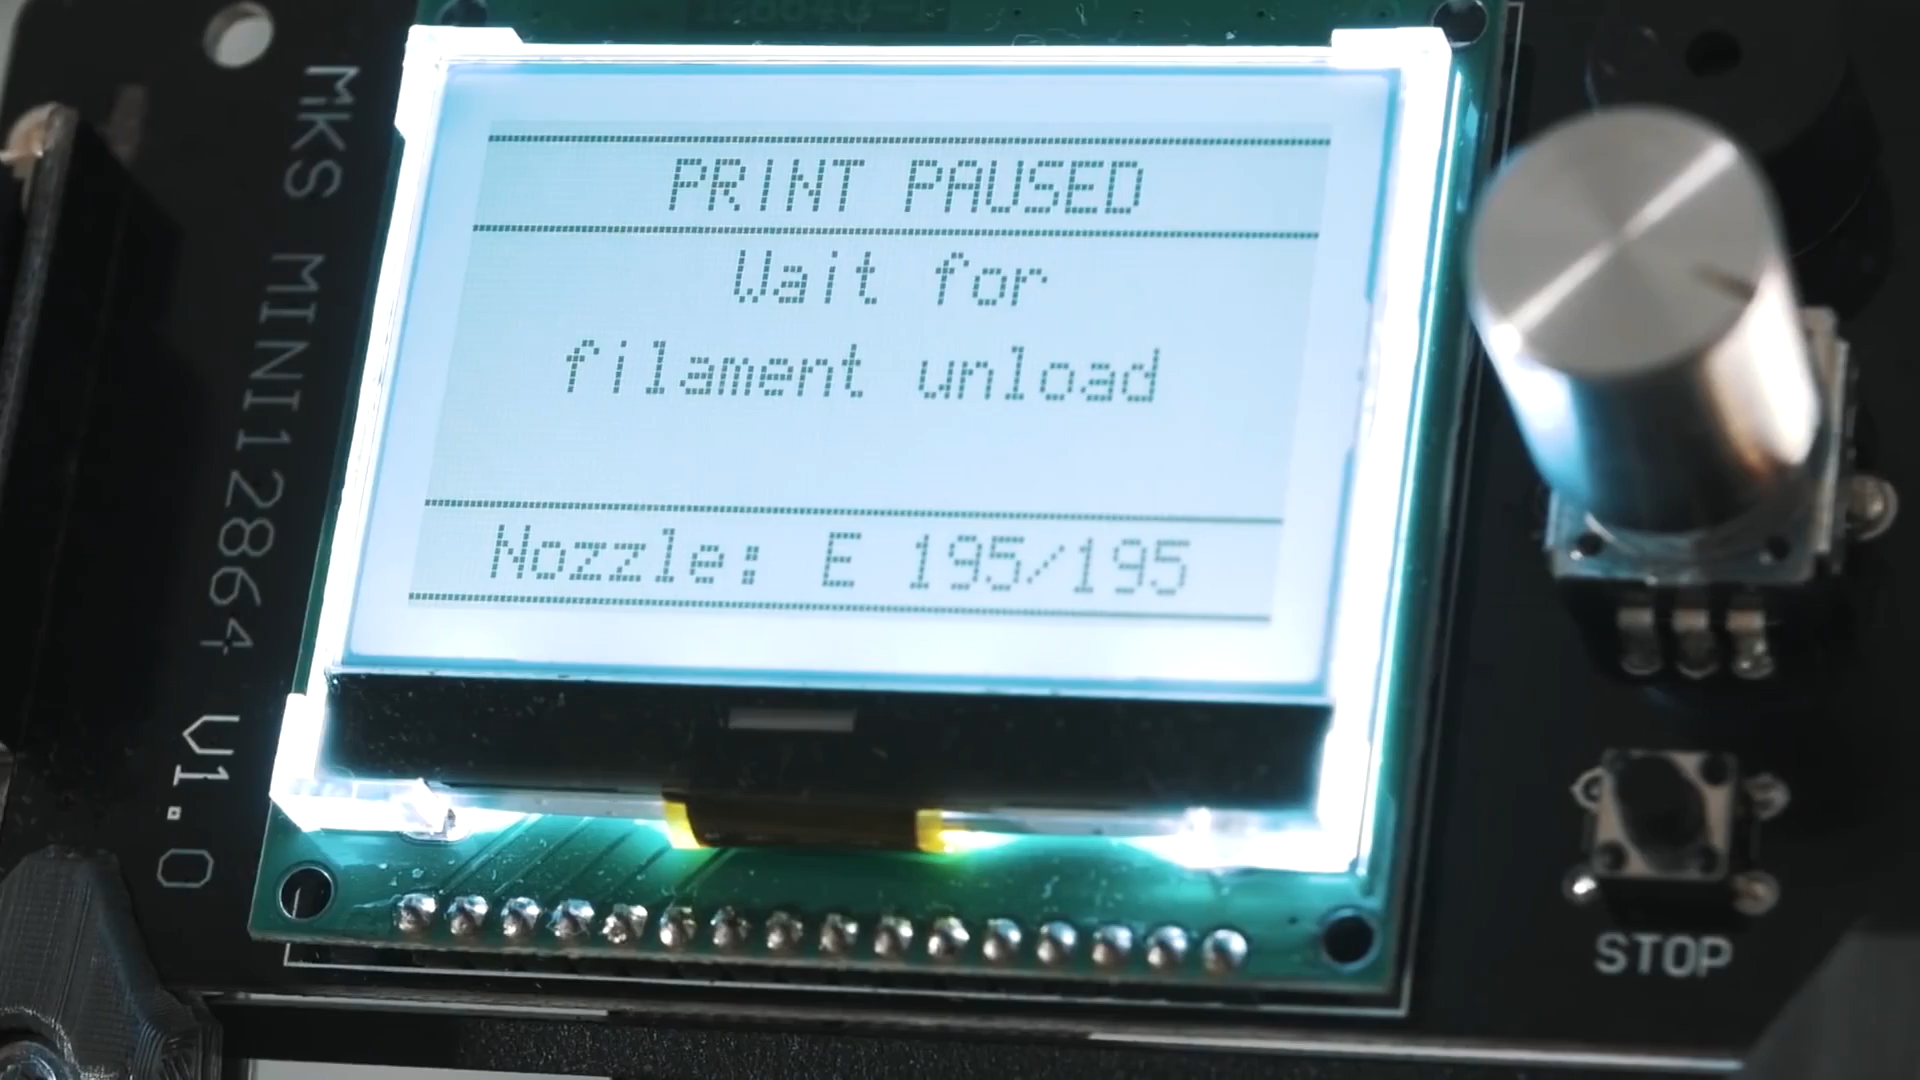 PRINT PAUSED
Wait for
filament unload
Nozzle: E 195/195
MKS MINI12864 V1.0
STOP